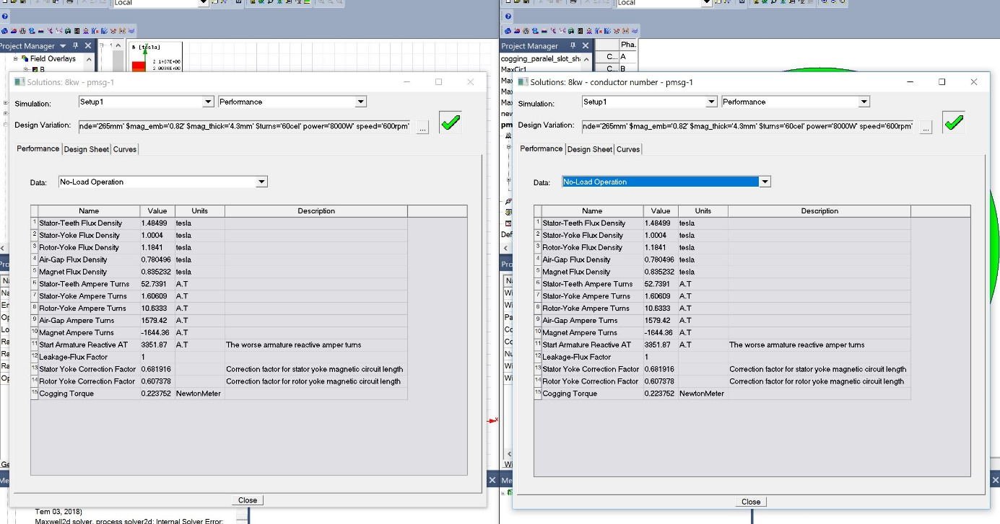 Local
Local
Project Manager
Field Overlays
B
B [tesla]
2.1467E+00
Project Manager
cogging_paralel_slot_sha
MaxCir1
Pha.
C... A
C... B
Solutions: 8kw - pmsg-1
Simulation:
Setup1
Performance
Design Variation:
nde='265mm' $mag_emb='0.82' $mag_thick='4.3mm' $turns='60cel' power='8000W' speed='600rpm'
...
Performance
Design Sheet
Curves
Data:
No-Load Operation
Name Value Units Description
1 Stator-Teeth Flux Density 1.48499 tesla
2 Stator-Yoke Flux Density 1.0004 tesla
3 Rotor-Yoke Flux Density 1.1841 tesla
4 Air-Gap Flux Density 0.780496 tesla
5 Magnet Flux Density 0.835232 tesla
6 Stator-Teeth Ampere Turns 52.7391 A.T
7 Stator-Yoke Ampere Turns 1.60609 A.T
8 Rotor-Yoke Ampere Turns 10.6333 A.T
9 Air-Gap Ampere Turns 1579.42 A.T
10 Magnet Ampere Turns -1644.36 A.T
11 Start Armature Reactive AT 3351.87 A.T The worse armature reactive amper turns
12 Leakage-Flux Factor 1
13 Stator Yoke Correction Factor 0.681916 Correction factor for stator yoke magnetic circuit length
14 Rotor Yoke Correction Factor 0.607378 Correction factor for rotor yoke magnetic circuit length
15 Cogging Torque 0.223752 NewtonMeter
Close
Tem 03, 2018)
Maxwell2d solver, process solver2d: Internal Solver Error:
Solutions: 8kw - conductor number - pmsg-1
Simulation:
Setup1
Performance
Design Variation:
nde='265mm' $mag_emb='0.82' $mag_thick='4.3mm' $turns='60cel' power='8000W' speed='600rpm'
...
Performance
Design Sheet
Curves
Data:
No-Load Operation
Name Value Units Description
1 Stator-Teeth Flux Density 1.48499 tesla
2 Stator-Yoke Flux Density 1.0004 tesla
3 Rotor-Yoke Flux Density 1.1841 tesla
4 Air-Gap Flux Density 0.780496 tesla
5 Magnet Flux Density 0.835232 tesla
6 Stator-Teeth Ampere Turns 52.7391 A.T
7 Stator-Yoke Ampere Turns 1.60609 A.T
8 Rotor-Yoke Ampere Turns 10.6333 A.T
9 Air-Gap Ampere Turns 1579.42 A.T
10 Magnet Ampere Turns -1644.36 A.T
11 Start Armature Reactive AT 3351.87 A.T The worse armature reactive amper turns
12 Leakage-Flux Factor 1
13 Stator Yoke Correction Factor 0.681916 Correction factor for stator yoke magnetic circuit length
14 Rotor Yoke Correction Factor 0.607378 Correction factor for rotor yoke magnetic circuit length
15 Cogging Torque 0.223752 NewtonMeter
Close